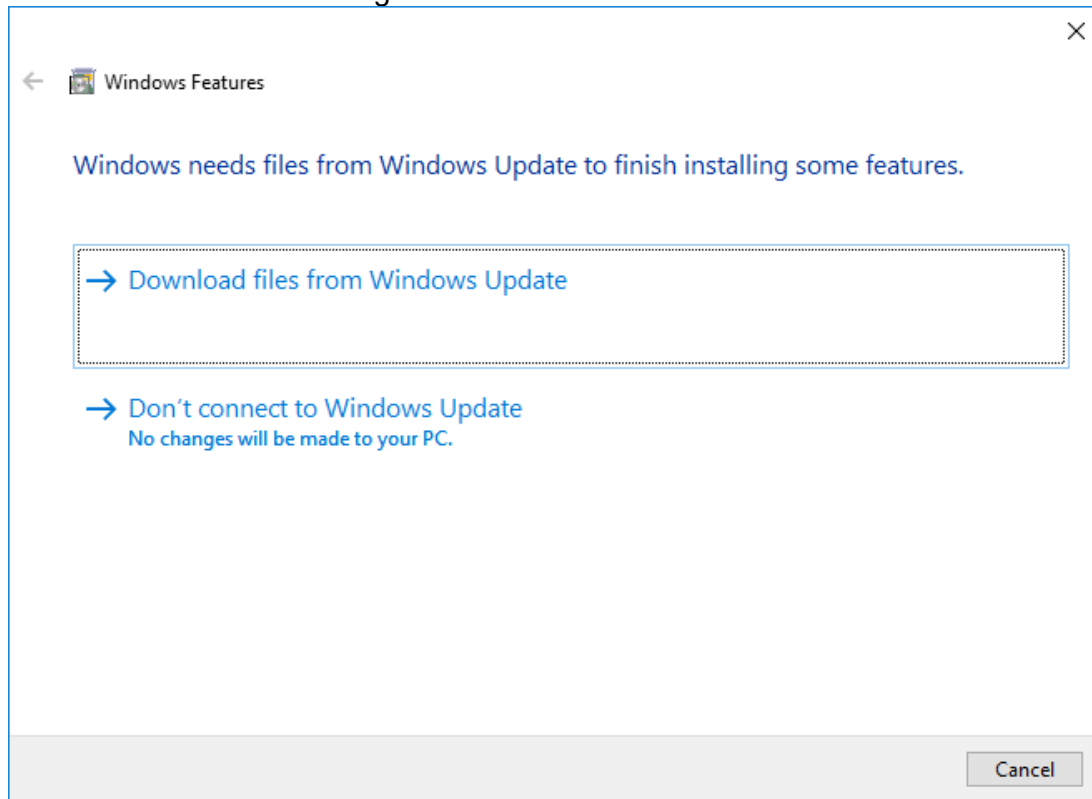 Windows Features
Windows needs files from Windows Update to finish installing some features.
Download files from Windows Update
Don't connect to Windows Update
No changes will be made to your PC.
Cancel